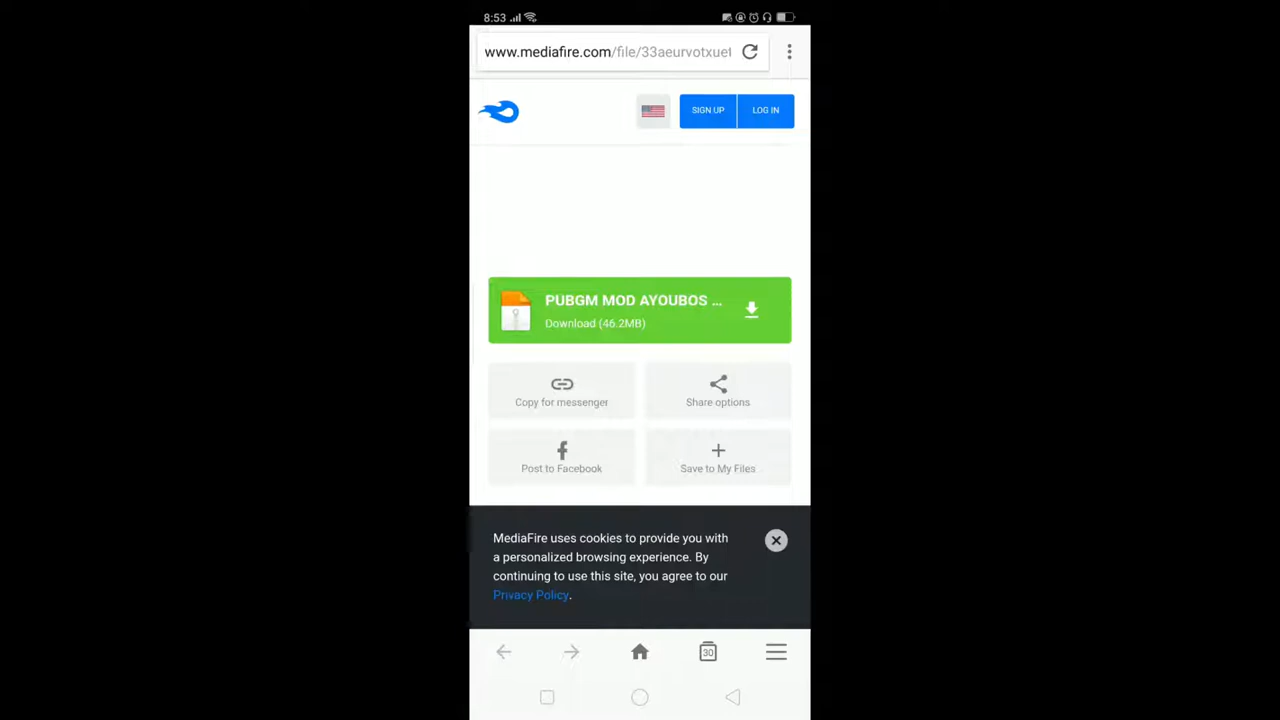 8:53
www.mediafire.com/file/33aeurvotxuet
SIGN UP
LOG IN
PUBGM MOD AYOUBOS ...
Download (46.2MB)
Copy for messenger
Share options
Post to Facebook
Save to My Files
MediaFire uses cookies to provide you with
a personalized browsing experience. By
continuing to use this site, you agree to our
Privacy Policy.
30